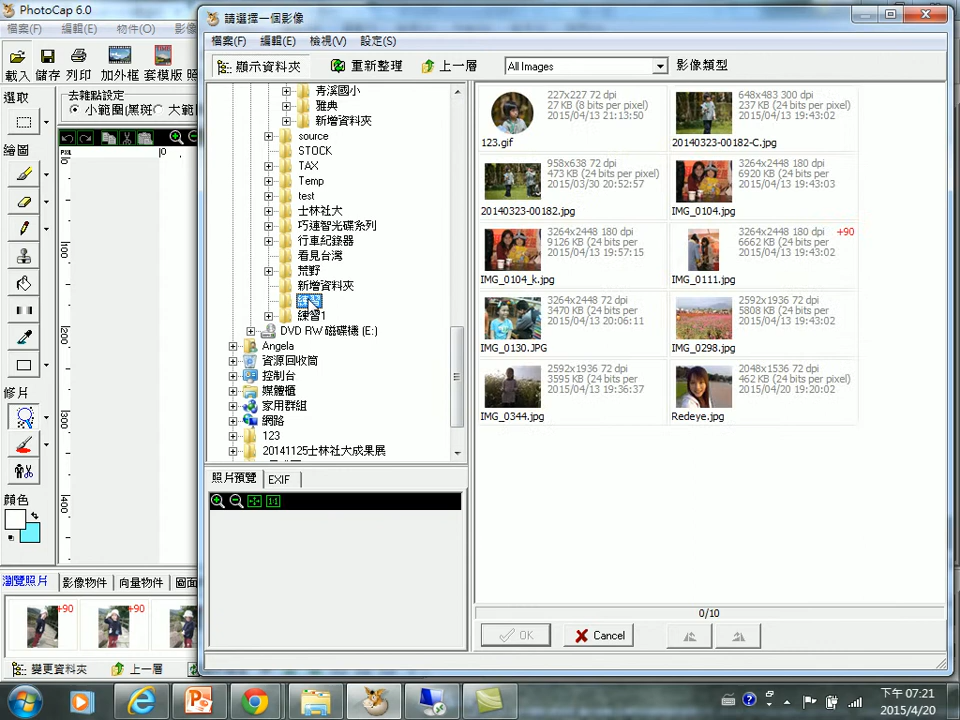 PhotoCap 6.0
檔案(F) 編輯(E) 物件(O) 影像
載入 儲存 列印 加外框 套模版 照
選取
去雜點設定
小範圍(黑斑 大範
繪圖
PIXL 0
100
200
300
400
修片
顏色
瀏覽照片 影像物件 向量物件 圖面
+90 +90
變更資料夾 上一層
請選擇一個影像
檔案(F) 編輯(E) 檢視(V) 設定(S)
顯示資料夾 重新整理 上一層 All Images 影像類型
青溪國小
雅典
新增資料夾
source
STOCK
TAX
Temp
test
士林社大
巧連智光碟系列
行車紀錄器
看見台灣
荒野
新增資料夾
練習
練習1
DVD RW 磁碟機 (E:)
Angela
資源回收筒
控制台
媒體櫃
家用群組
網路
123
20141125士林社大成果展
照片預覽 EXIF
1:1
227x227 72 dpi
27 KB (8 bits per pixel)
2015/04/13 21:13:50
123.gif
648x483 300 dpi
237 KB (24 bits per pixel)
2015/04/13 19:43:02
20140323-00182-C.jpg
958x638 72 dpi
473 KB (24 bits per pixel)
2015/03/30 20:52:57
20140323-00182.jpg
3264x2448 180 dpi
6920 KB (24 bits per
2015/04/13 19:43:03
IMG_0104.jpg
3264x2448 180 dpi
9126 KB (24 bits per
2015/04/13 19:57:15
IMG_0104_k.jpg
3264x2448 180 dpi +90
6662 KB (24 bits per
2015/04/13 19:43:02
IMG_0111.jpg
3264x2448 72 dpi
3470 KB (24 bits per
2015/04/13 20:06:11
IMG_0130.JPG
2592x1936 72 dpi
5808 KB (24 bits per
2015/04/13 19:43:02
IMG_0298.jpg
2592x1936 72 dpi
3595 KB (24 bits per
2015/04/13 19:36:37
IMG_0344.jpg
2048x1536 72 dpi
462 KB (24 bits per pixel)
2015/04/20 19:20:02
Redeye.jpg
0/10
OK Cancel
下午 07:21
2015/4/20